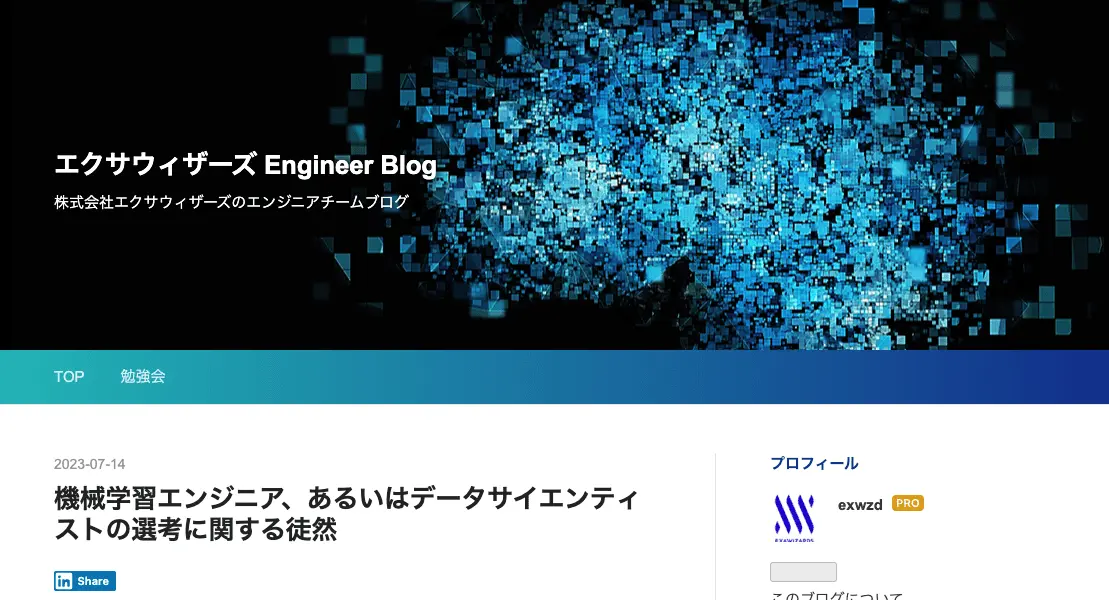 エクサウィザーズ Engineer Blog
株式会社エクサウィザーズのエンジニアチームブログ
TOP 勉強会
2023-07-14
機械学習エンジニア、あるいはデータサイエンティ
ストの選考に関する徒然
in Share
プロフィール
exwzd PRO
EXAWIZARDS
このブログについて